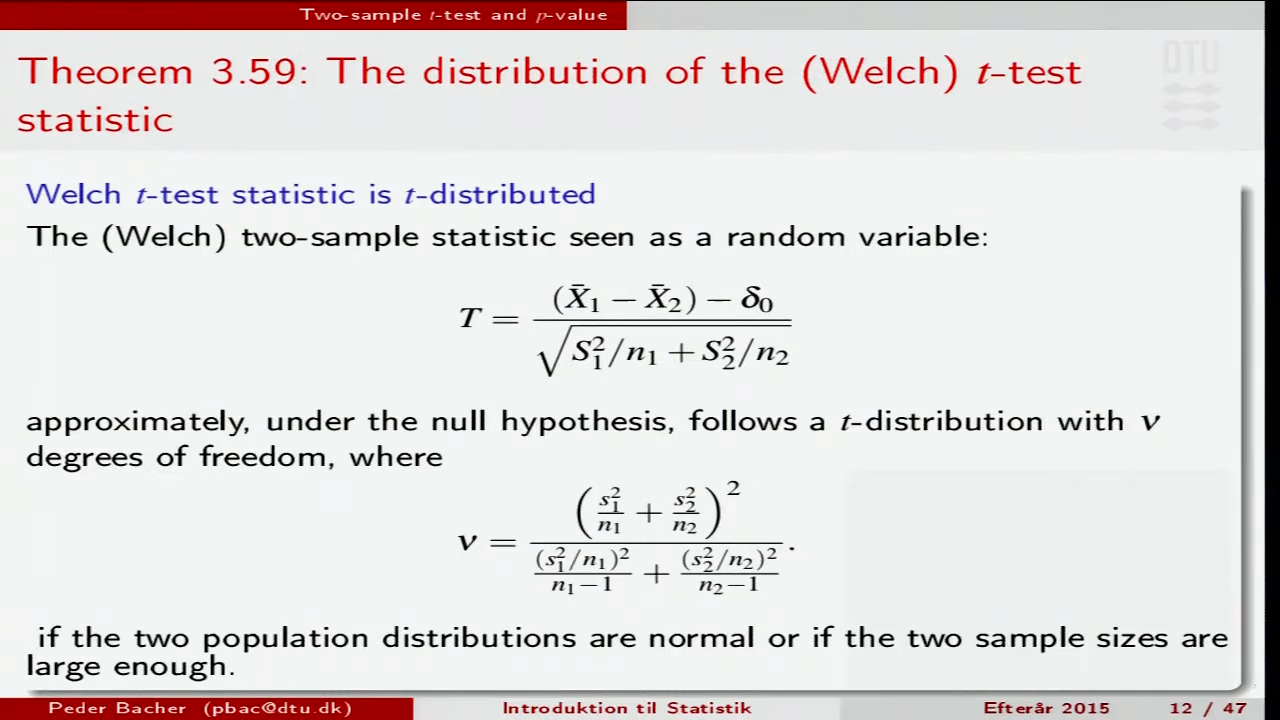 Two-sample t-test and p-value
DTU
Theorem 3.59: The distribution of the (Welch) t-test
statistic
Welch t-test statistic is t-distributed
The (Welch) two-sample statistic seen as a random variable:
T = ((X̄₁ − X̄₂) − δ₀) / √(S₁²/n₁ + S₂²/n₂)
approximately, under the null hypothesis, follows a t-distribution with ν
degrees of freedom, where
ν = (s₁²/n₁ + s₂²/n₂)² / ((s₁²/n₁)²/(n₁−1) + (s₂²/n₂)²/(n₂−1)).
if the two population distributions are normal or if the two sample sizes are
large enough.
Peder Bacher (pbac@dtu.dk) Introduktion til Statistik Efterår 2015 12 / 47